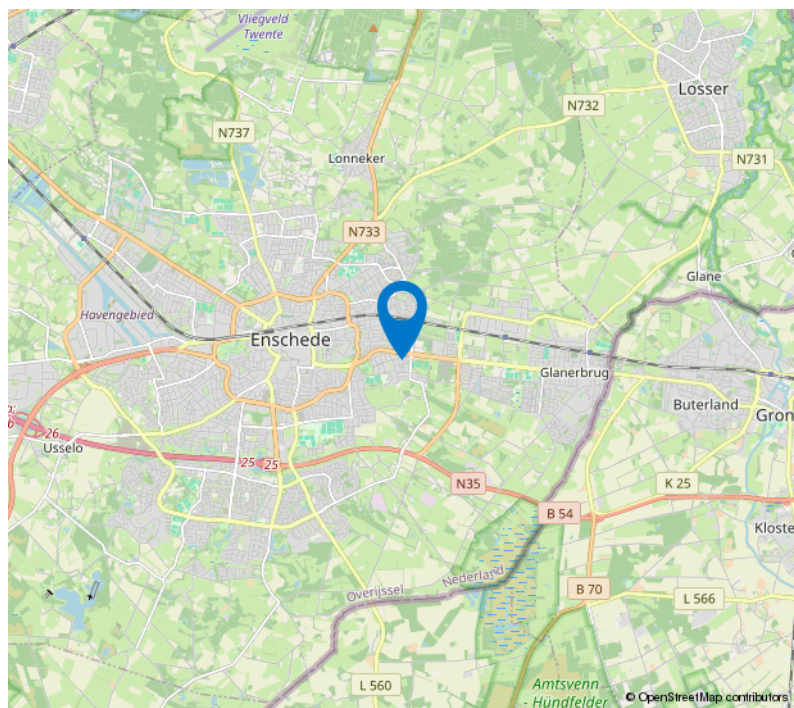 Vliegveld
Twente
Losser
N732
N737
Lonneker
N731
N733
Glane
Havengebied
Enschede
Glanerbrug
Buterland
Gron
26
Usselo
25
25
N35
K 25
B 54
Kloste
Nederland
Overijssel
B 70
L 566
L 560
Amtsvenn
- Hündfelder
© OpenStreetMap contributors